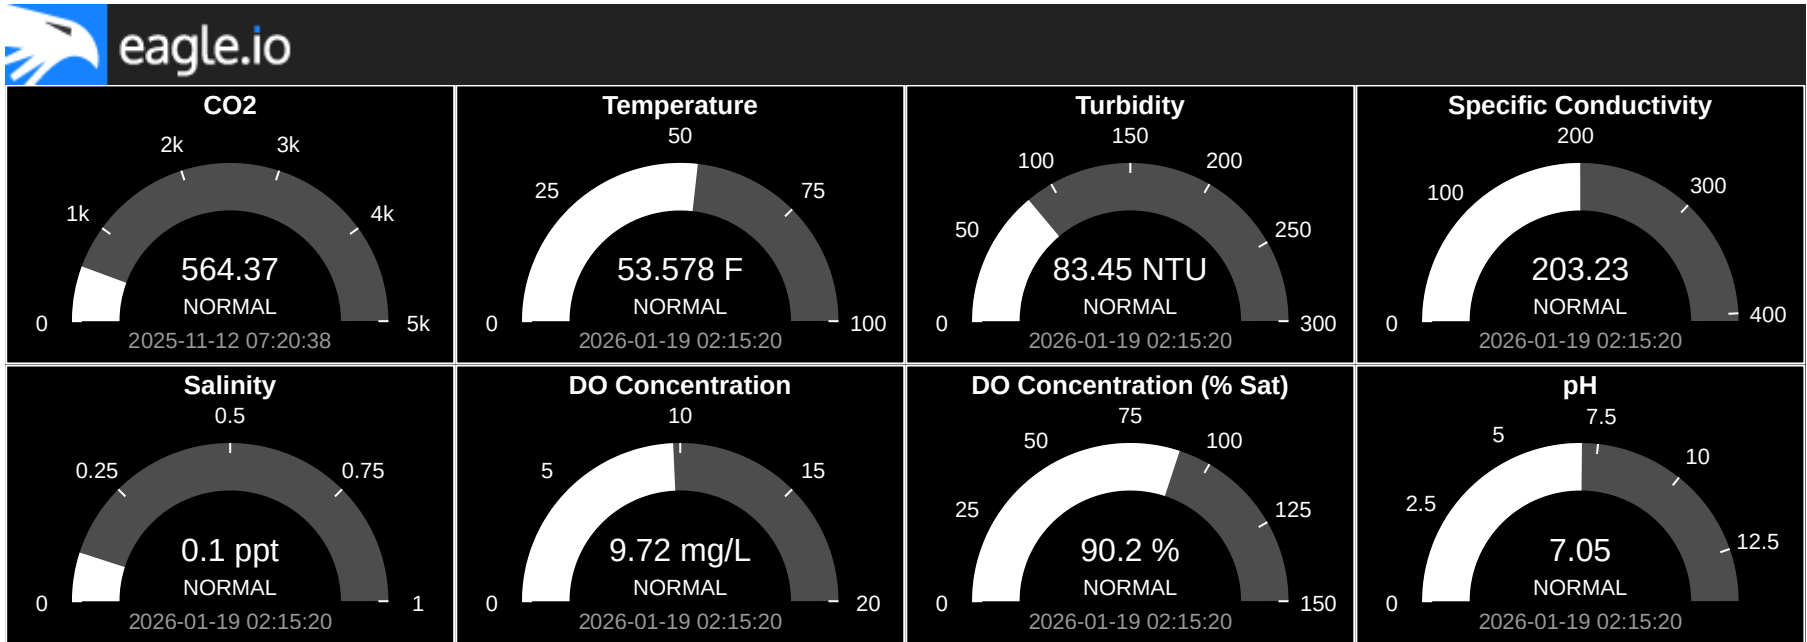 eagle.io
CO2
0
1k
2k
3k
4k
5k
564.37
NORMAL
2025-11-12 07:20:38
Temperature
0
25
50
75
100
53.578 F
NORMAL
2026-01-19 02:15:20
Turbidity
0
50
100
150
200
250
300
83.45 NTU
NORMAL
2026-01-19 02:15:20
Specific Conductivity
0
100
200
300
400
203.23
NORMAL
2026-01-19 02:15:20
Salinity
0
0.25
0.5
0.75
1
0.1 ppt
NORMAL
2026-01-19 02:15:20
DO Concentration
0
5
10
15
20
9.72 mg/L
NORMAL
2026-01-19 02:15:20
DO Concentration (% Sat)
0
25
50
75
100
125
150
90.2 %
NORMAL
2026-01-19 02:15:20
pH
0
2.5
5
7.5
10
12.5
7.05
NORMAL
2026-01-19 02:15:20